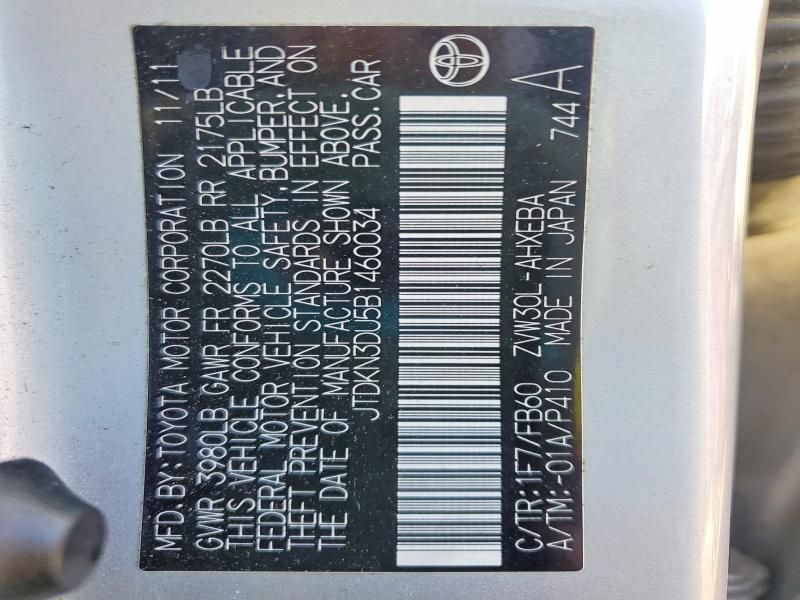 MFD.BY:TOYOTA MOTOR CORPORATION 11/11
GVWR 3980LB GAWR FR 2270LB RR 2175LB
THIS VEHICLE CONFORMS TO ALL APPLICABLE
FEDERAL MOTOR VEHICLE SAFETY,BUMPER,AND
THEFT PREVENTION STANDARDS IN EFFECT ON
THE DATE OF MANUFACTURE SHOWN ABOVE.
JTDKN3DU5B1460034 PASS.CAR
C/TR:1F7/FB60 ZVW30L-AHXEBA
A/TM:-01A/P410 MADE IN JAPAN 744 A